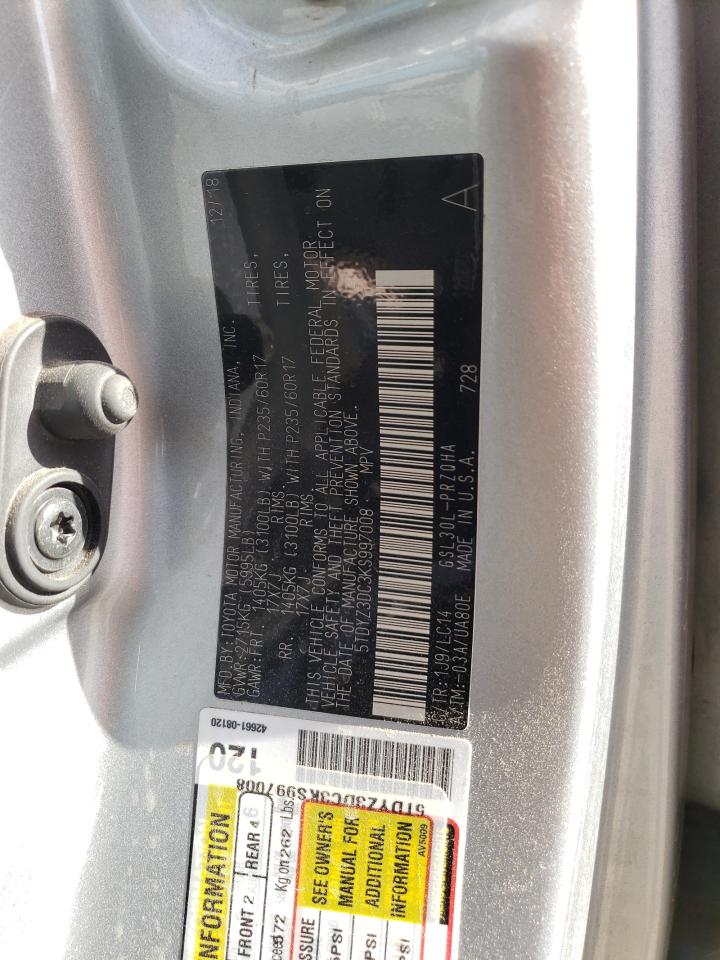 MFD.BY:TOYOTA MOTOR MANUFACTURING, INDIANA, INC. 12/18
GVWR:2715KG (5995LB)
GAWR:FRT. 1405KG (3100LB) WITH P235/60R17 TIRES,
17X7J RIMS
RR. 1405KG (3100LB) WITH P235/60R17 TIRES,
17X7J RIMS
THIS VEHICLE CONFORMS TO ALL APPLICABLE FEDERAL MOTOR
VEHICLE SAFETY AND THEFT PREVENTION STANDARDS IN EFFECT ON
THE DATE OF MANUFACTURE SHOWN ABOVE.
5TDYZ3DC3KS997008 MPV
C/TR:1J9/LC14 GSL30L-PRZQHA A
A/TM:-03A/UA80E MADE IN U.S.A. 728
42661-08120
120
5TDYZ3DC3KS997008
INFORMATION
FRONT 2 REAR
Kg or 1262 Lbs
SEE OWNER'S
MANUAL FOR
ADDITIONAL
INFORMATION
AV5009
PSI
PSI